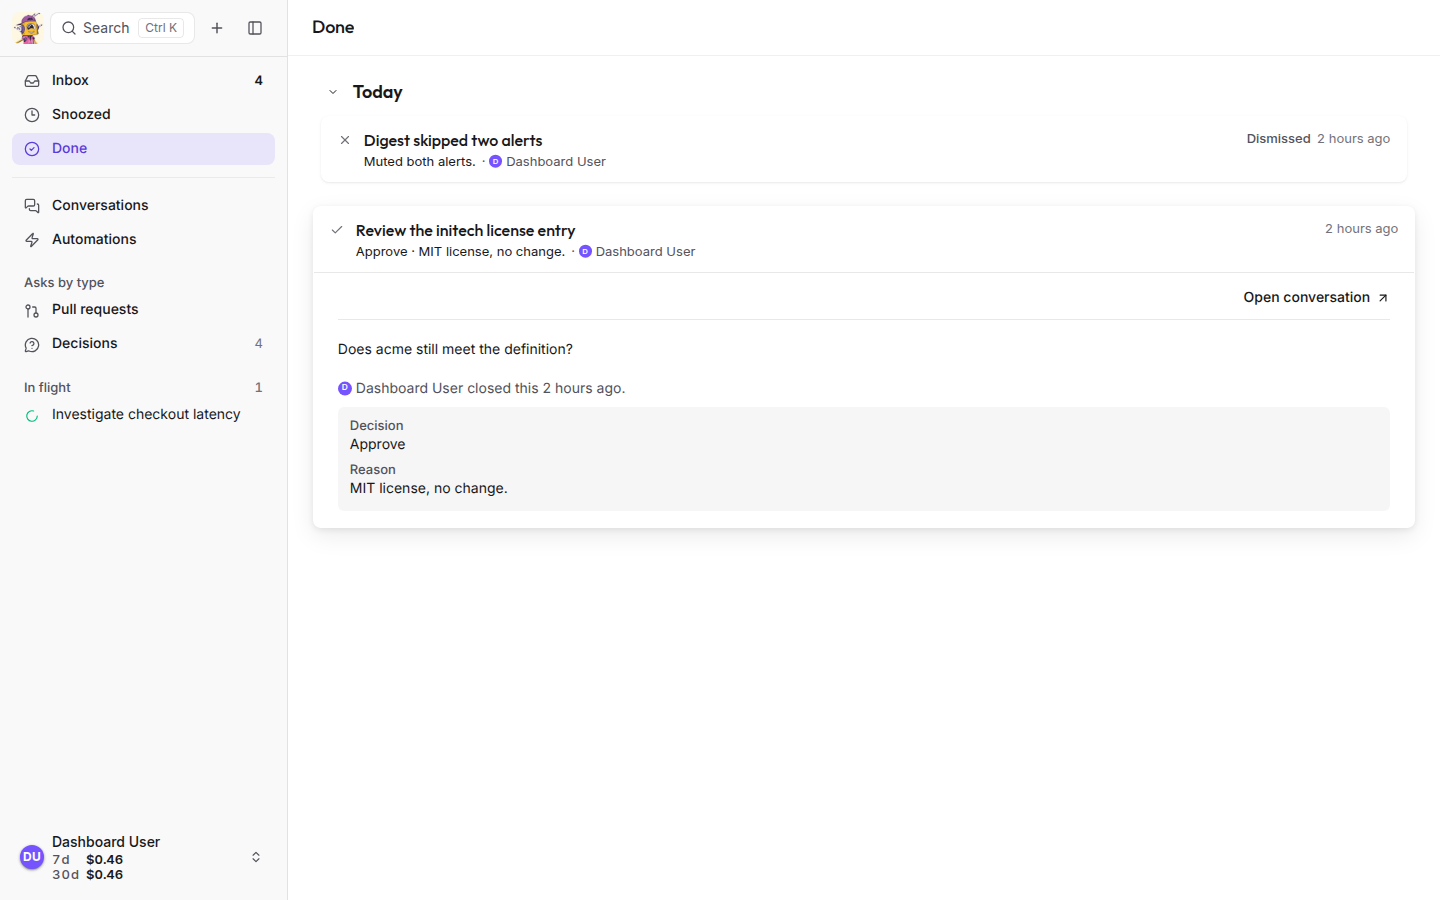 Search Ctrl K
Inbox 4
Snoozed
Done
Conversations
Automations
Asks by type
Pull requests
Decisions 4
In flight 1
Investigate checkout latency
DU Dashboard User
7d $0.46
30d $0.46
Done
Today
Digest skipped two alerts Dismissed 2 hours ago
Muted both alerts. · D Dashboard User
Review the initech license entry 2 hours ago
Approve · MIT license, no change. · D Dashboard User
Open conversation
Does acme still meet the definition?
D Dashboard User closed this 2 hours ago.
Decision
Approve
Reason
MIT license, no change.